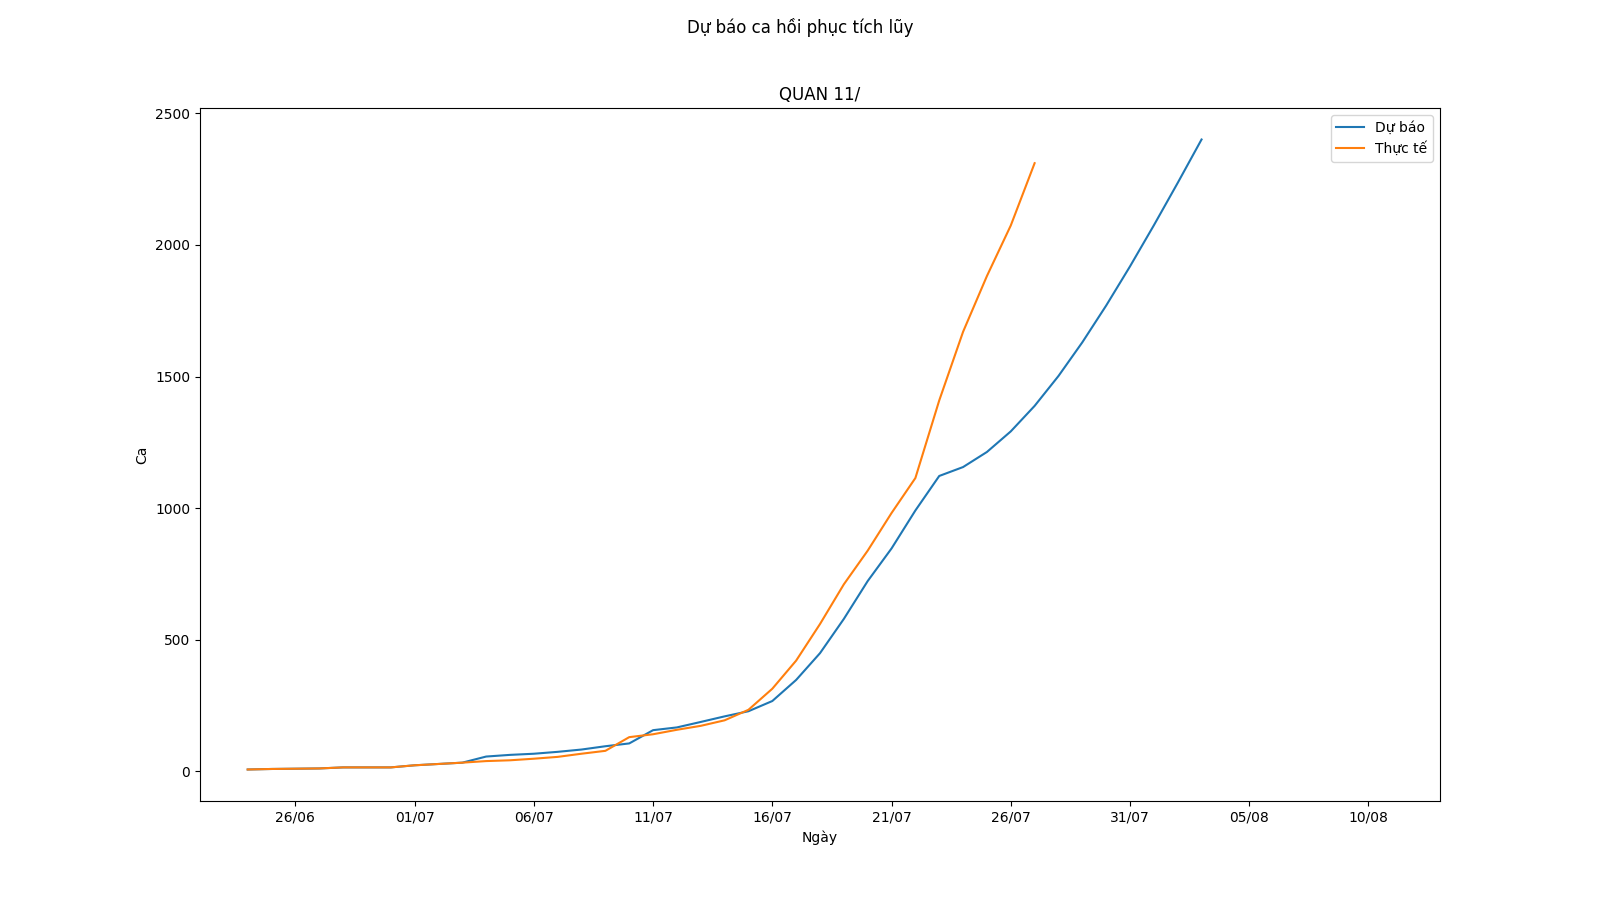 Dự báo ca hồi phục tích lũy
QUAN 11/
Dự báo
Thực tế
2500
2000
1500
1000
500
0
Ca
26/06 01/07 06/07 11/07 16/07 21/07 26/07 31/07 05/08 10/08
Ngày